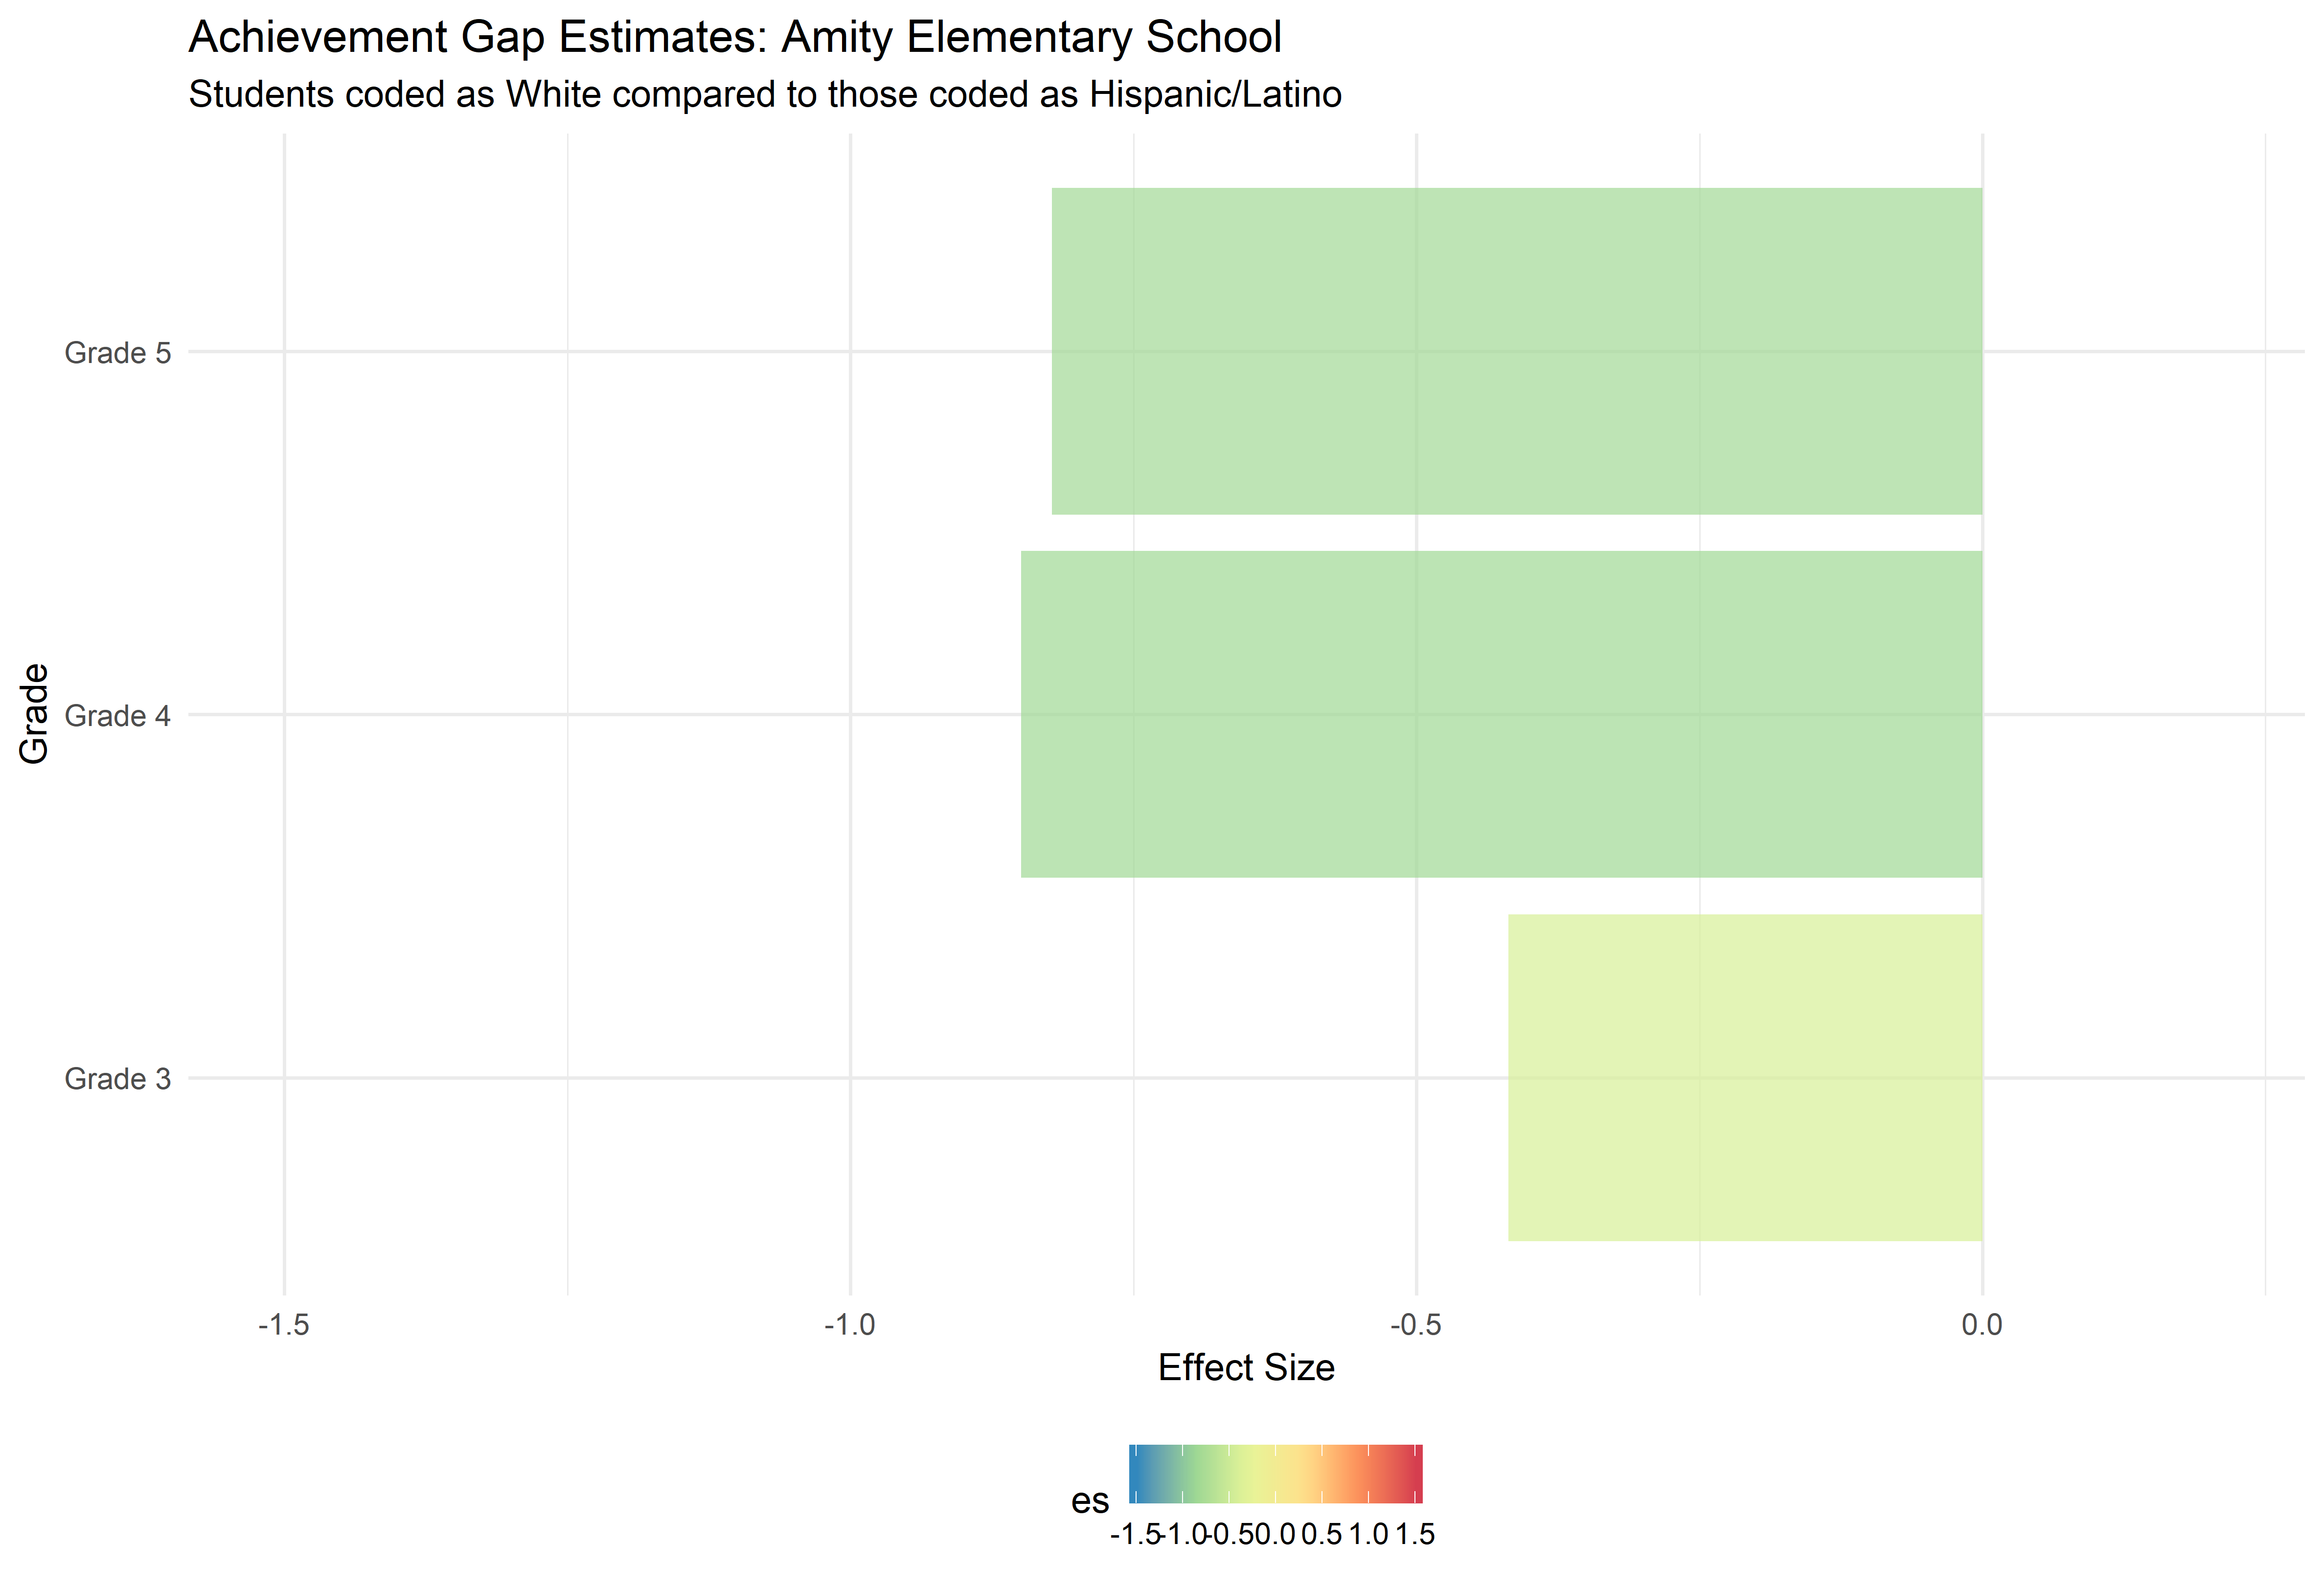 Achievement Gap Estimates: Amity Elementary School
Students coded as White compared to those coded as Hispanic/Latino
Grade
Grade 5
Grade 4
Grade 3
-1.5 -1.0 -0.5 0.0
Effect Size
es
-1.5 -1.0 -0.5 0.0 0.5 1.0 1.5